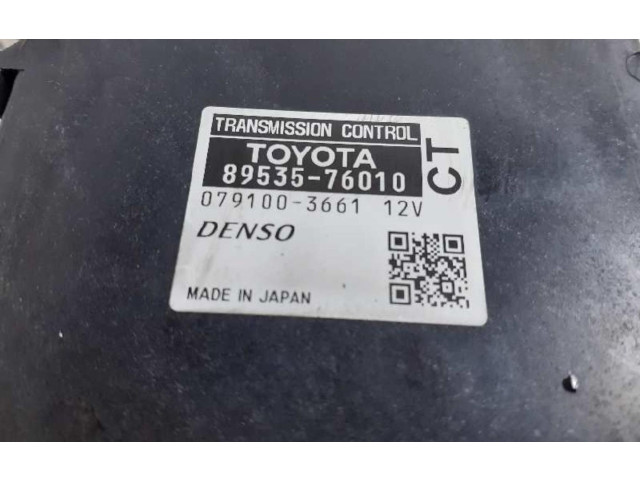 TRANSMISSION CONTROL
TOYOTA
89535-76010
CT
079100-3661 12V
DENSO
MADE IN JAPAN